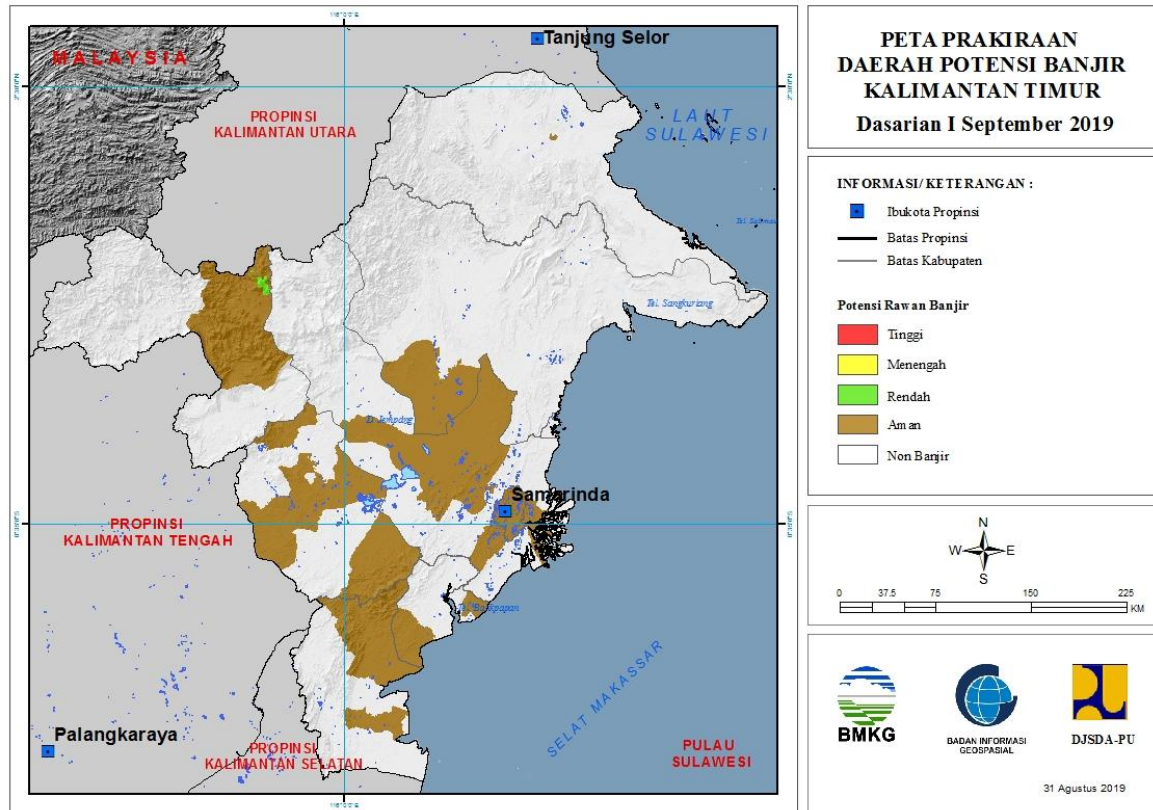 PETA PRAKIRAAN
DAERAH POTENSI BANJIR
KALIMANTAN TIMUR
Dasarian I September 2019
INFORMASI/ KETERANGAN :
Ibukota Propinsi
Batas Propinsi
Batas Kabupaten
Potensi Rawan Banjir
Tinggi
Menengah
Rendah
Aman
Non Banjir
N
W E
S
0 37.5 75 150 225
KM
BMKG
BADAN INFORMASI
GEOSPASIAL
DJSDA-PU
31 Agustus 2019
MALAYSIA
Tanjung Selor
PROPINSI
KALIMANTAN UTARA
LAUT
SULAWESI
Tel. Sangkuriang
D. Jempang
Samarinda
PROPINSI
KALIMANTAN TENGAH
SELAT MAKASSAR
Palangkaraya
PROPINSI
KALIMANTAN SELATAN
PULAU
SULAWESI